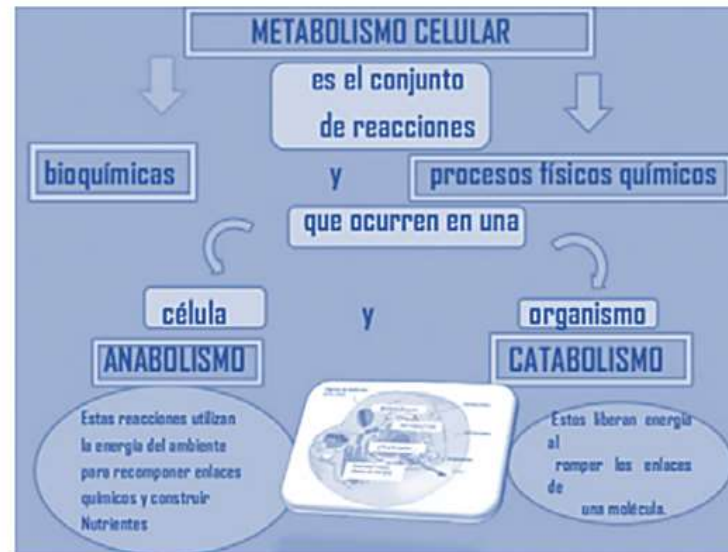 METABOLISMO CELULAR
es el conjunto
de reacciones
bioquímicas
y
procesos físicos químicos
que ocurren en una
célula
y
organismo
ANABOLISMO
CATABOLISMO
Estas reacciones utilizan
la energía del ambiente
para recomponer enlaces
químicos y construir
Nutrientes
Estos liberan energía
al
romper los enlaces
de
una molécula.